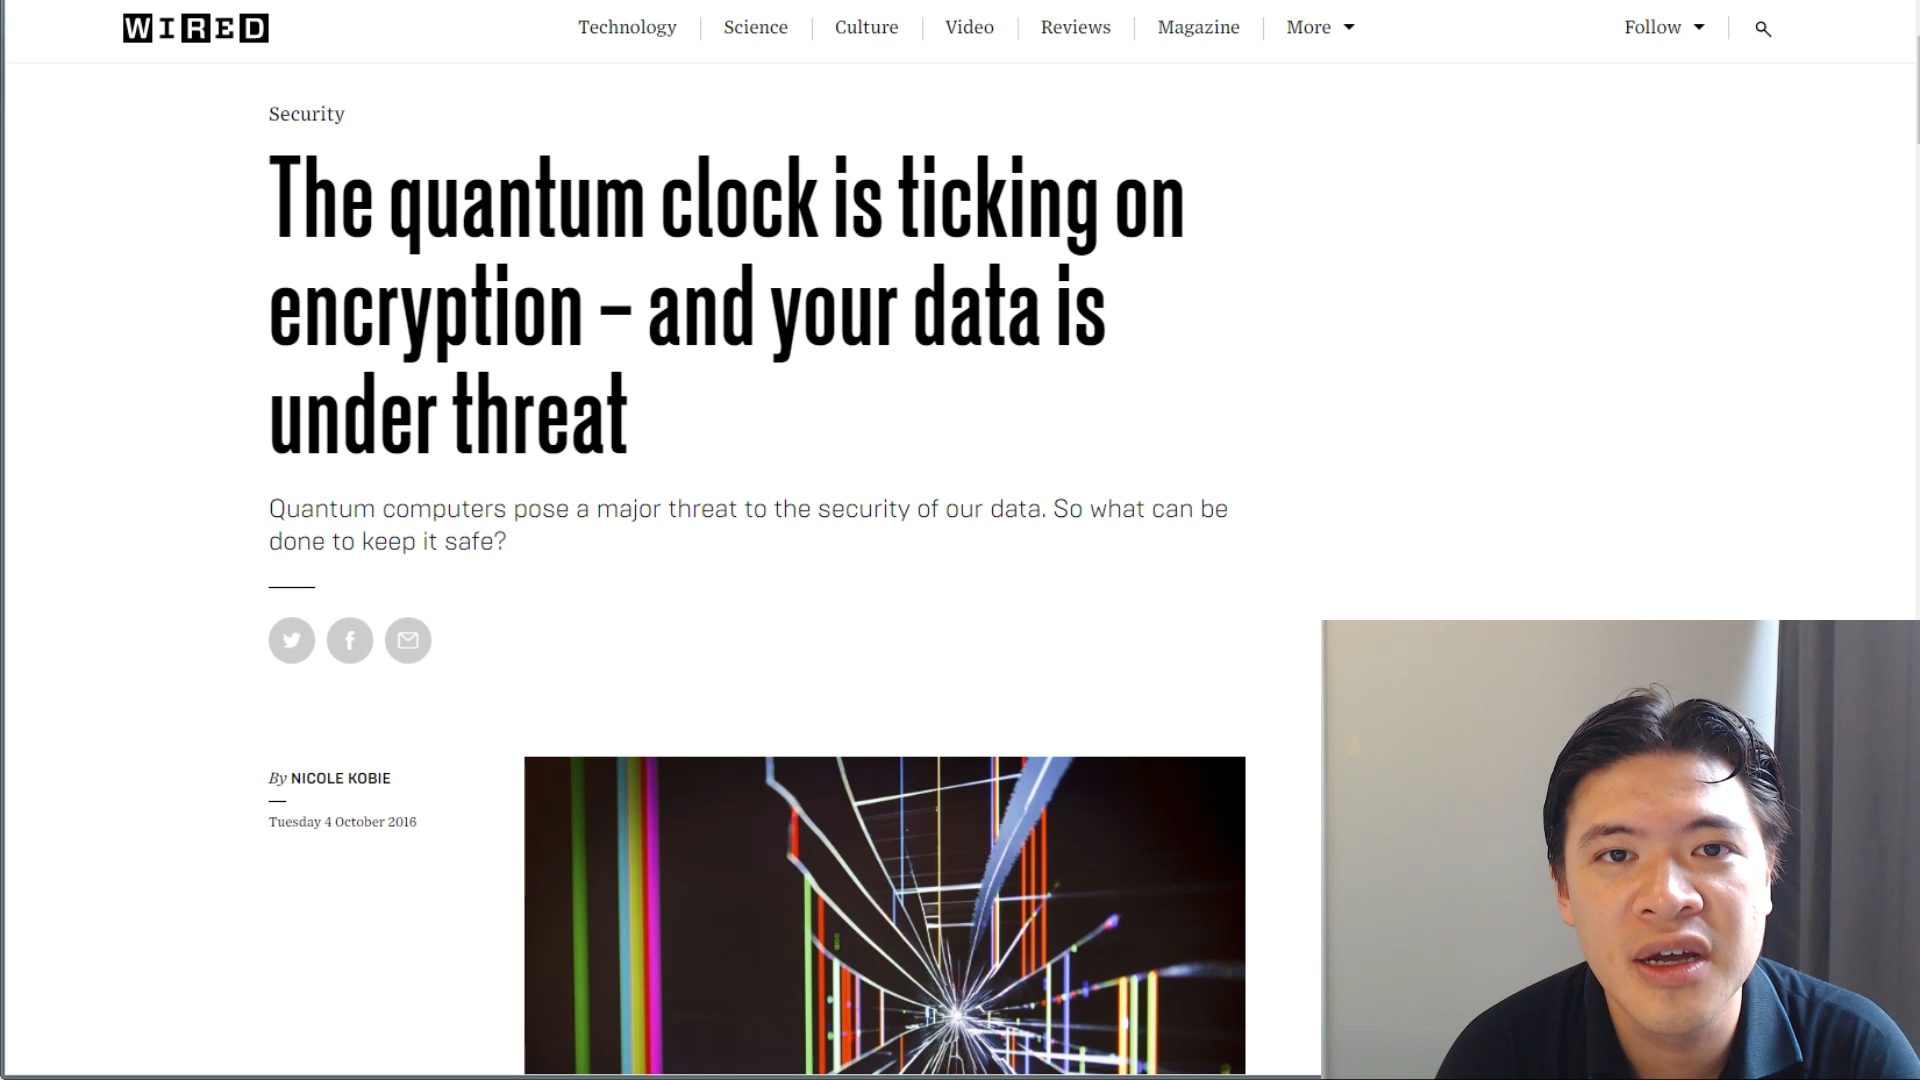 WIRED
Technology
Science
Culture
Video
Reviews
Magazine
More
Follow
Security
The quantum clock is ticking on
encryption – and your data is
under threat
Quantum computers pose a major threat to the security of our data. So what can be
done to keep it safe?
By NICOLE KOBIE
Tuesday 4 October 2016